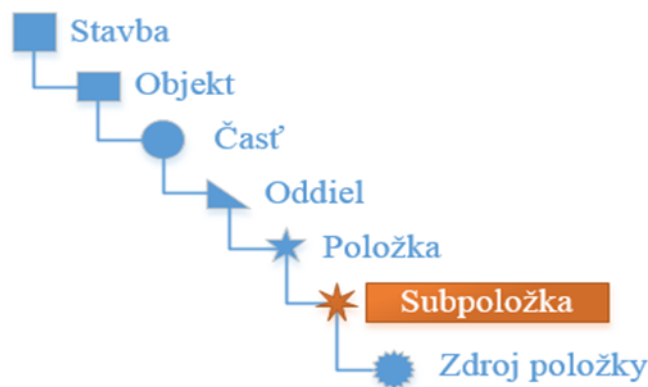 Stavba
Objekt
Časť
Oddiel
Položka
Subpoložka
Zdroj položky